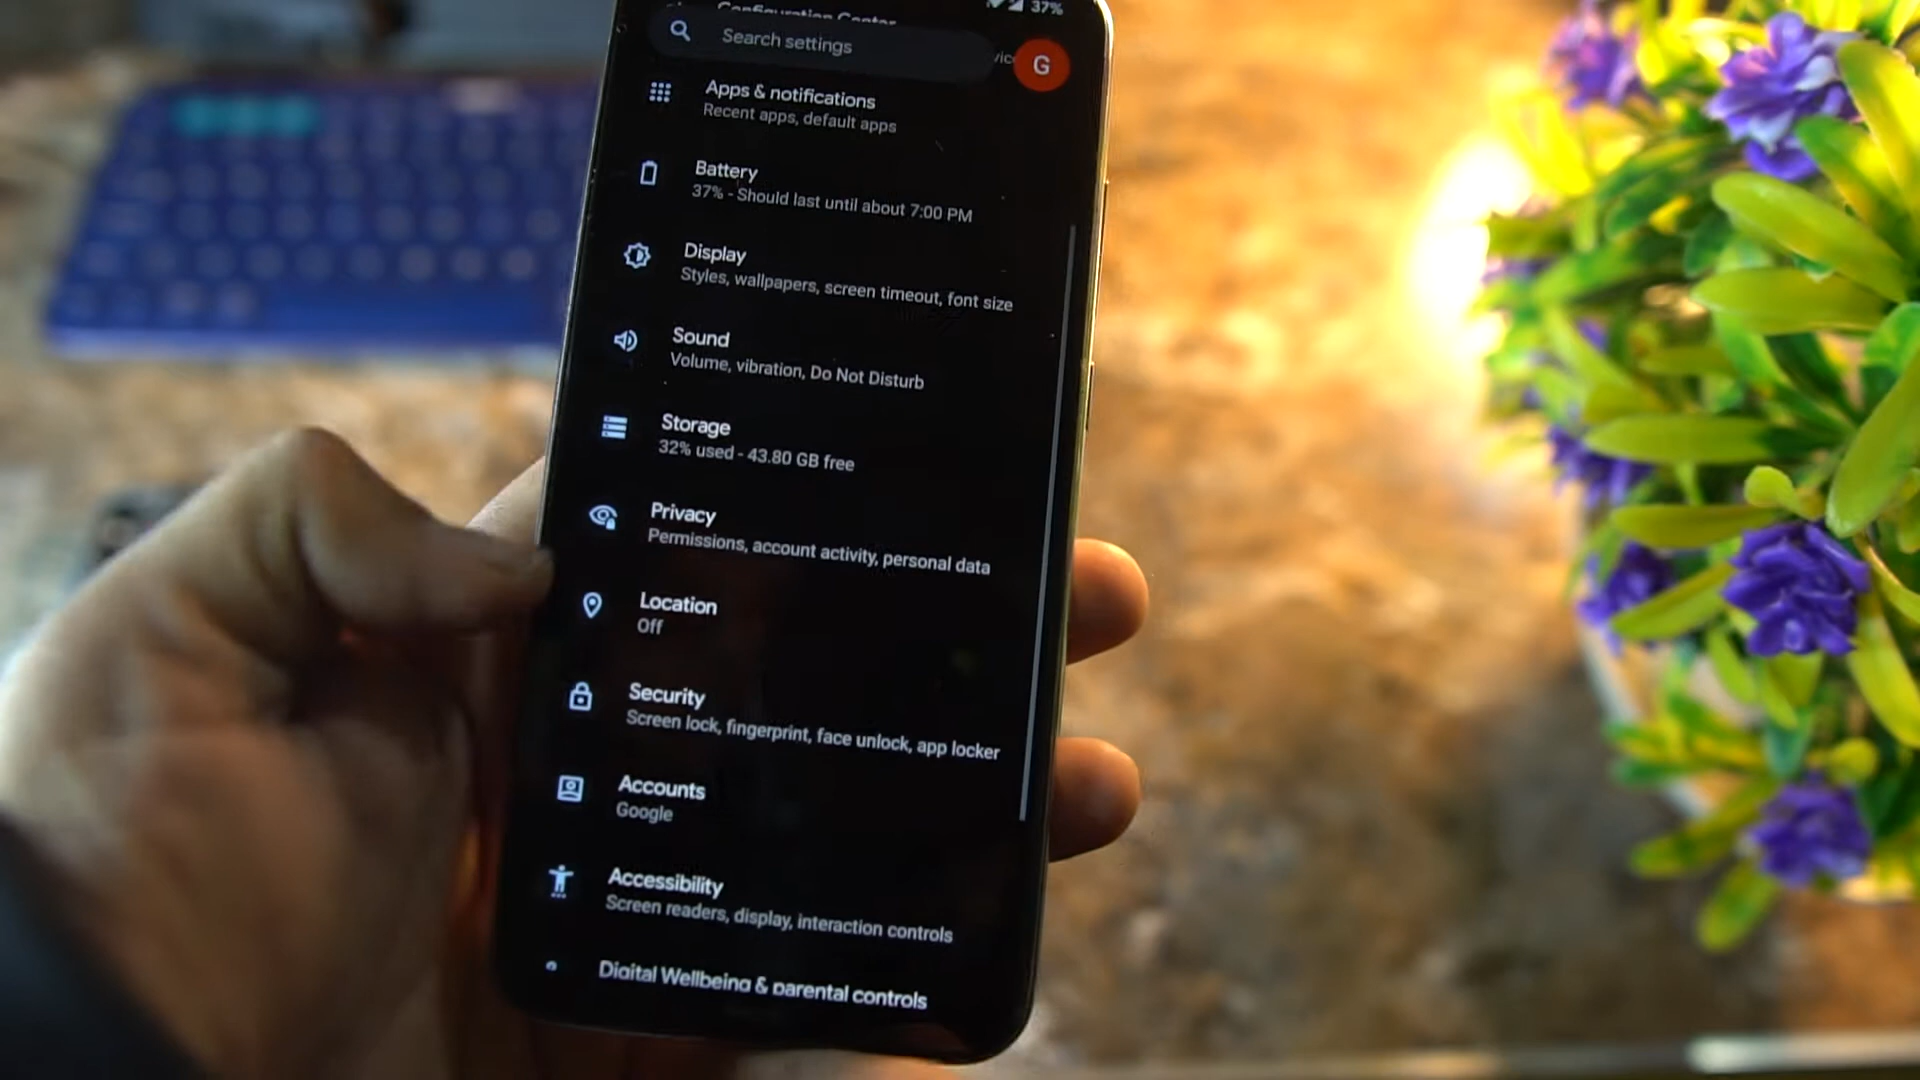 37%
Configuration Center
Search settings
G
Apps & notifications
Recent apps, default apps
Battery
37% - Should last until about 7:00 PM
Display
Styles, wallpapers, screen timeout, font size
Sound
Volume, vibration, Do Not Disturb
Storage
32% used - 43.80 GB free
Privacy
Permissions, account activity, personal data
Location
Off
Security
Screen lock, fingerprint, face unlock, app locker
Accounts
Google
Accessibility
Screen readers, display, interaction controls
Digital Wellbeing & parental controls